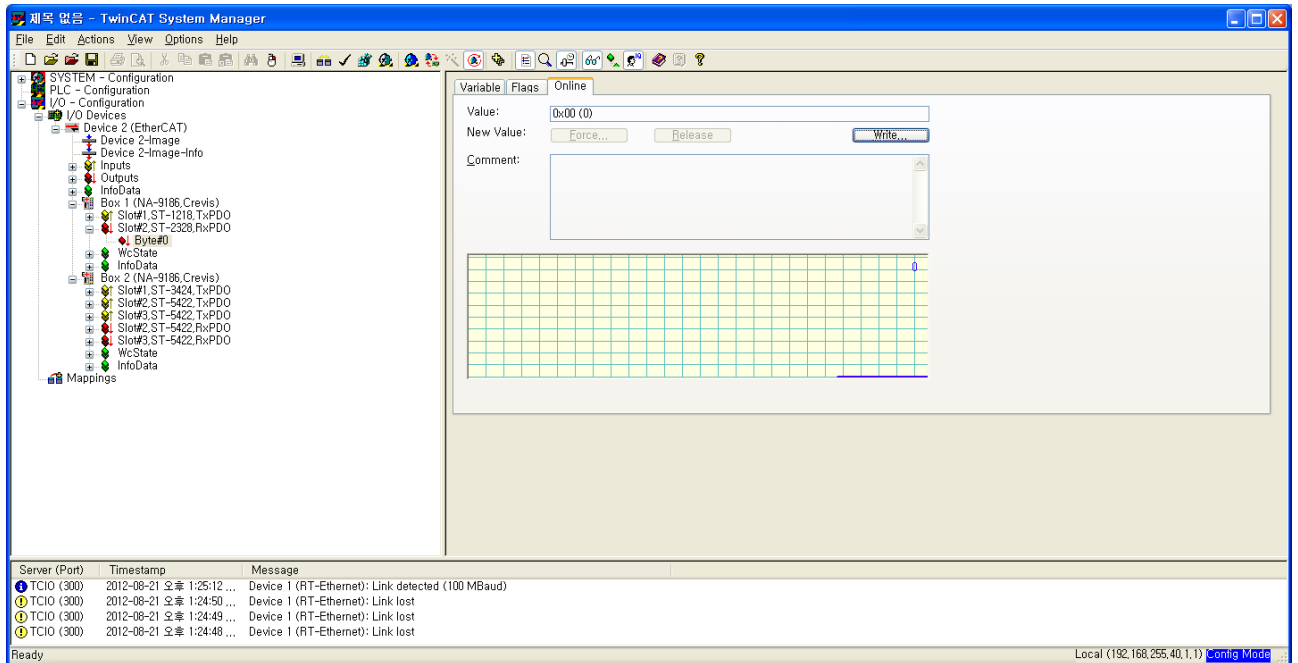 제목 없음 - TwinCAT System Manager
File Edit Actions View Options Help
SYSTEM - Configuration
PLC - Configuration
I/O - Configuration
I/O Devices
Device 2 (EtherCAT)
Device 2-Image
Device 2-Image-Info
Inputs
Outputs
InfoData
Box 1 (NA-9186,Crevis)
Slot#1,ST-1218,TxPDO
Slot#2,ST-2328,RxPDO
Byte#0
WcState
InfoData
Box 2 (NA-9186,Crevis)
Slot#1,ST-3424,TxPDO
Slot#2,ST-5422,TxPDO
Slot#3,ST-5422,TxPDO
Slot#2,ST-5422,RxPDO
Slot#3,ST-5422,RxPDO
WcState
InfoData
Mappings
Variable Flags Online
Value: 0x00 (0)
New Value: Force... Release Write...
Comment:
0
Server (Port) Timestamp Message
TCIO (300) 2012-08-21 오후 1:25:12 ... Device 1 (RT-Ethernet): Link detected (100 MBaud)
TCIO (300) 2012-08-21 오후 1:24:50 ... Device 1 (RT-Ethernet): Link lost
TCIO (300) 2012-08-21 오후 1:24:49 ... Device 1 (RT-Ethernet): Link lost
TCIO (300) 2012-08-21 오후 1:24:48 ... Device 1 (RT-Ethernet): Link lost
Ready Local (192.168.255.40.1.1) Config Mode